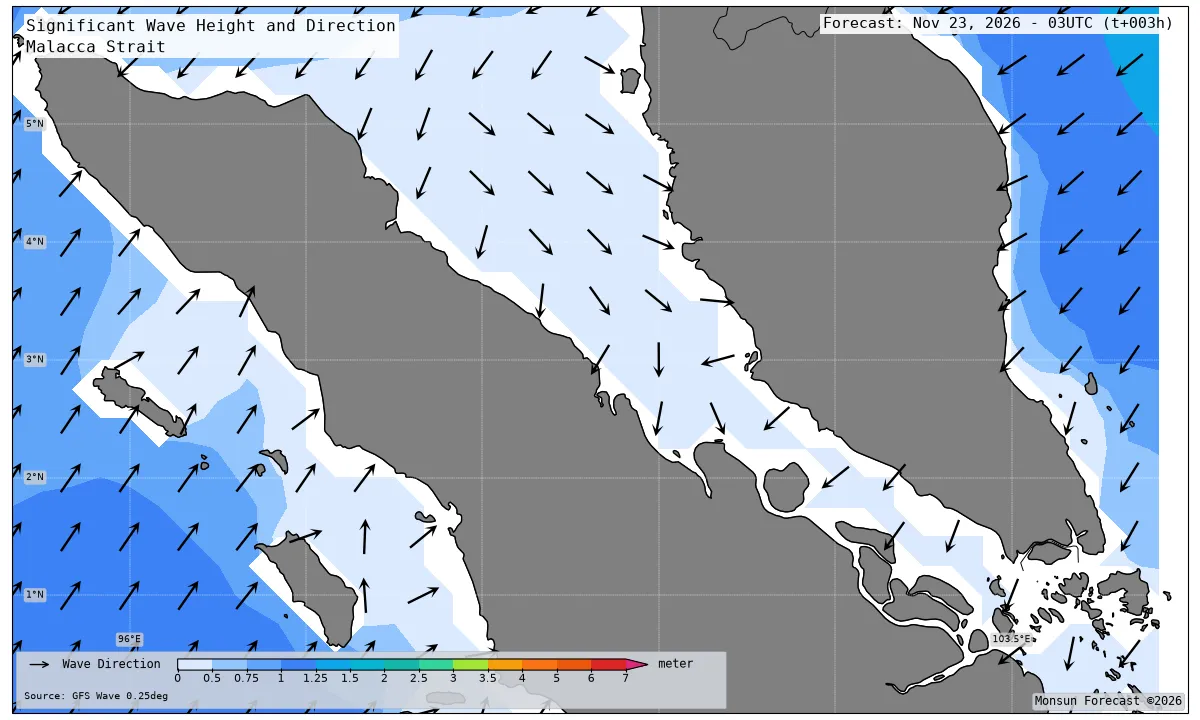 Significant Wave Height and Direction
Malacca Strait
Forecast: Nov 23, 2026 - 03UTC (t+003h)
5°N
4°N
3°N
2°N
1°N
96°E
103.5°E
Wave Direction
meter
0 0.5 0.75 1 1.25 1.5 2 2.5 3 3.5 4 5 6 7
Source: GFS Wave 0.25deg
Monsun Forecast ©2026